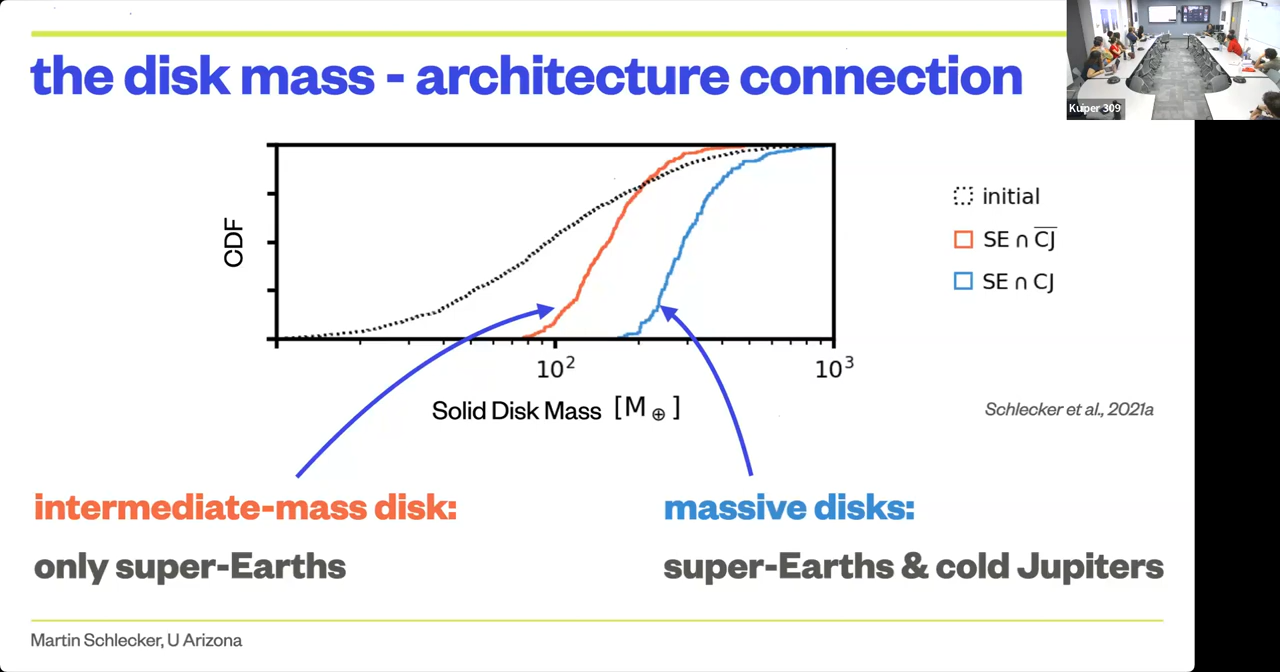 the disk mass - architecture connection
Kuiper 309
CDF
initial
SE ∩ C̅J̅
SE ∩ CJ
10²
10³
Solid Disk Mass [M⊕]
Schlecker et al., 2021a
intermediate-mass disk:
only super-Earths
massive disks:
super-Earths & cold Jupiters
Martin Schlecker, U Arizona